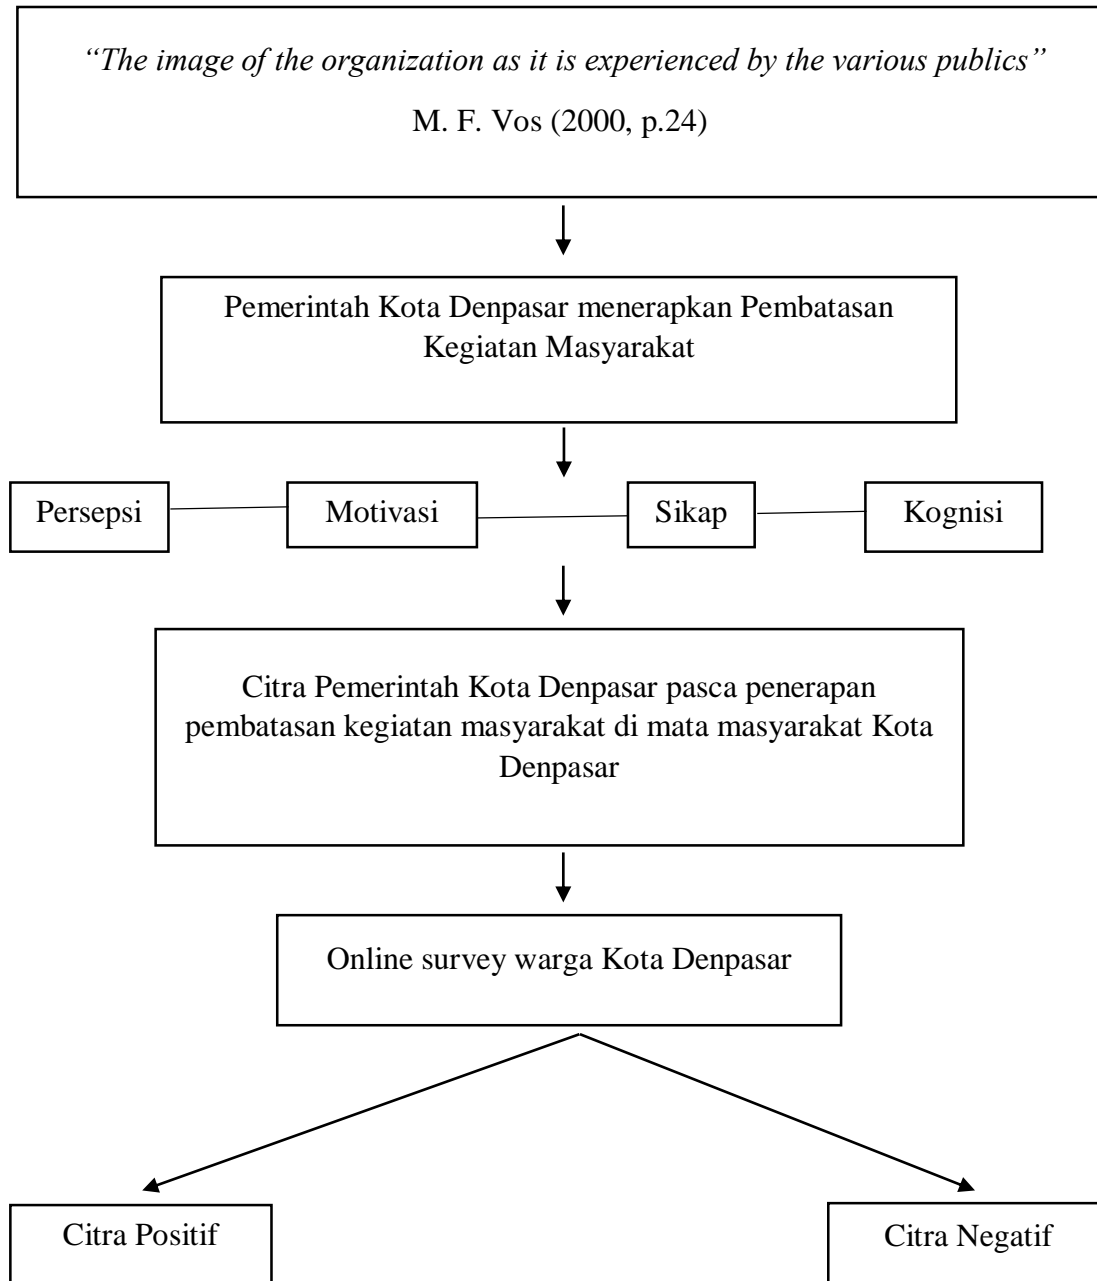 “The image of the organization as it is experienced by the various publics”
M. F. Vos (2000, p.24)
Pemerintah Kota Denpasar menerapkan Pembatasan
Kegiatan Masyarakat
Persepsi
Motivasi
Sikap
Kognisi
Citra Pemerintah Kota Denpasar pasca penerapan
pembatasan kegiatan masyarakat di mata masyarakat Kota
Denpasar
Online survey warga Kota Denpasar
Citra Positif
Citra Negatif